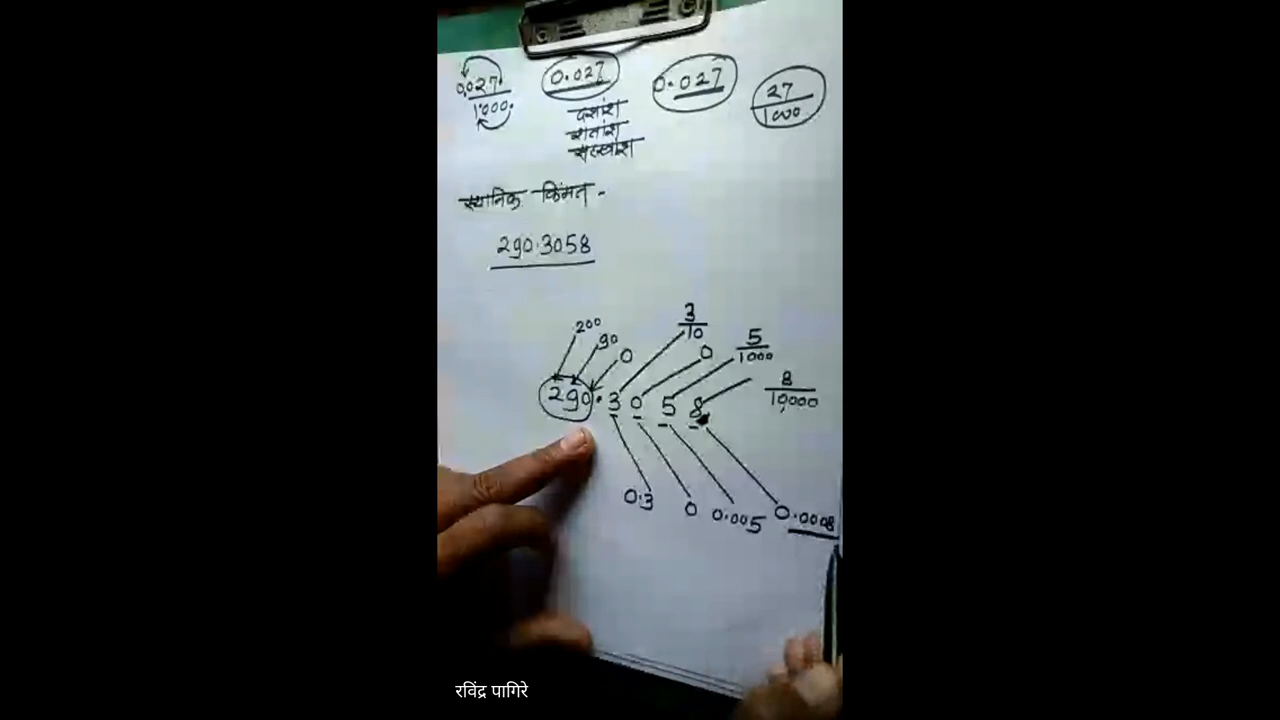 0.027 0.027 0.027 27
1000. 1000
दशांश
शतांश
सहस्त्रांश
स्थानिक किंमत -
290.3058
200 90 0 3/10 0 5/1000 8/10,000
290.3058
0.3 0 0.005 0.0008
रविंद्र पागिरे